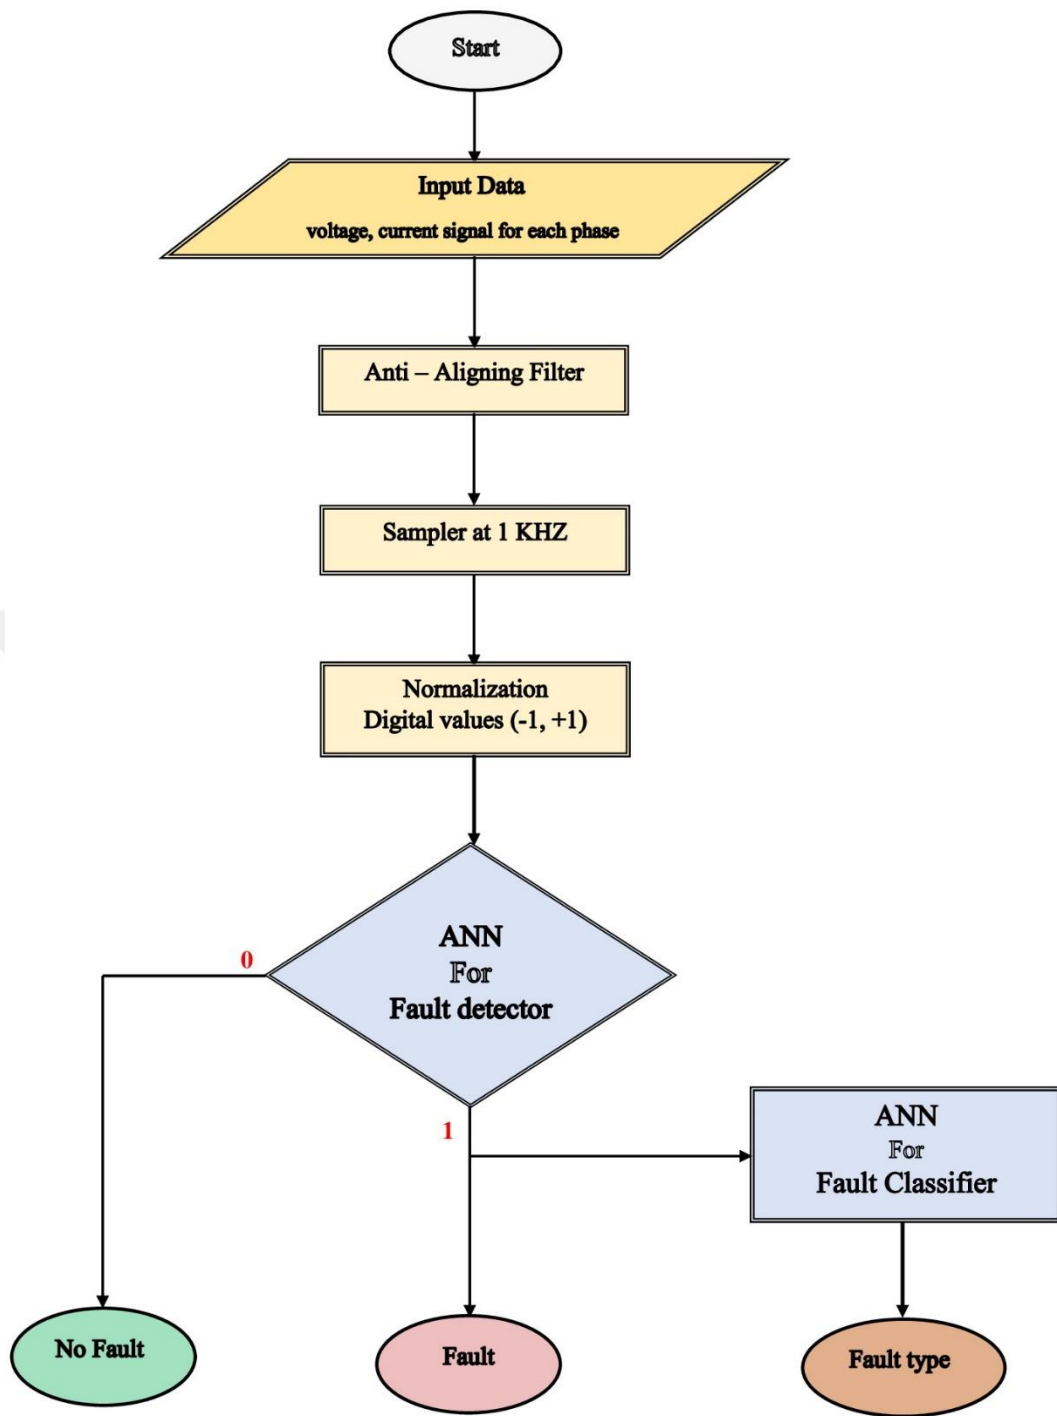 Start
Input Data
voltage, current signal for each phase
Anti – Aligning Filter
Sampler at 1 KHZ
Normalization
Digital values (-1, +1)
ANN
For
Fault detector
0
1
ANN
For
Fault Classifier
No Fault
Fault
Fault type